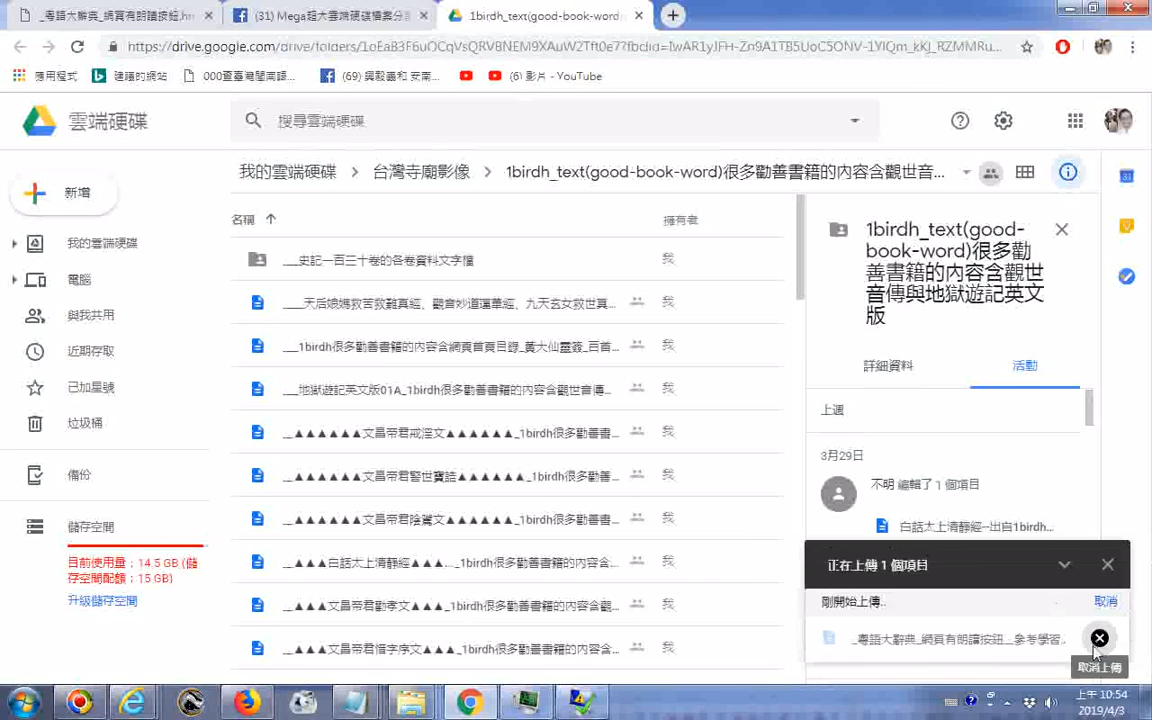 _粵語大辭典_網頁有朗讀按鈕.h
(31) Mega超大雲端硬碟檔案分
1birdh_text(good-book-word)
應用程式
建議的網站
000查臺灣閩南語...
(69) 與毅叢和 安南...
(6) 影片 - YouTube
雲端硬碟
搜尋雲端硬碟
新增
我的雲端硬碟
電腦
與我共用
近期存取
已加星號
垃圾桶
備份
儲存空間
目前使用量：14.5 GB (儲
存空間配額：15 GB)
升級儲存空間
我的雲端硬碟 > 台灣寺廟影像 > 1birdh_text(good-book-word)很多勸善書籍的內容含觀世音...
名稱 ↑ 擁有者
___史記一百三十卷的各卷資料文字檔 我
____天后娘媽救苦救難真經、觀音妙道蓮華經、九天玄女救世真... 我
___1birdh很多勸善書籍的內容含網頁首頁目錄_黃大仙靈簽_百首... 我
___地獄遊記英文版01A_1birdh很多勸善書籍的內容含觀世音傳... 我
__▲▲▲▲▲▲文昌帝君戒淫文▲▲▲▲▲▲_1birdh很多勸善書... 我
__▲▲▲▲▲▲文昌帝君警世寶誥▲▲▲▲▲▲_1birdh很多勸善... 我
__▲▲▲▲▲▲文昌帝君陰騭文▲▲▲▲▲▲_1birdh很多勸善書... 我
__▲▲▲白話太上清靜經▲▲▲..._1birdh很多勸善書籍的內容含... 我
__▲▲▲文昌帝君勸孝文▲▲▲_1birdh很多勸善書籍的內容含觀... 我
__▲▲▲文昌帝君惜字序文▲▲▲_1birdh很多勸善書籍的內容含... 我
1birdh_text(good-
book-word)很多勸
善書籍的內容含觀世
音傳與地獄遊記英文
版
詳細資料 活動
上週
3月29日
不明 編輯了 1 個項目
白話太上清靜經--出自1birdh...
正在上傳 1 個項目
剛開始上傳.. 取消
_粵語大辭典_網頁有朗讀按鈕__參考學習..
取消上傳
上午 10:54
2019/4/3